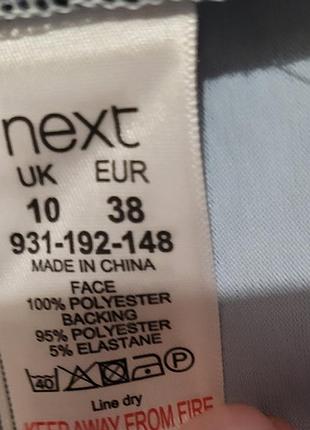 next
UK EUR
10 38
931-192-148
MADE IN CHINA
FACE
100% POLYESTER
BACKING
95% POLYESTER
5% ELASTANE
40 P
Line dry
KEEP AWAY FROM FIRE